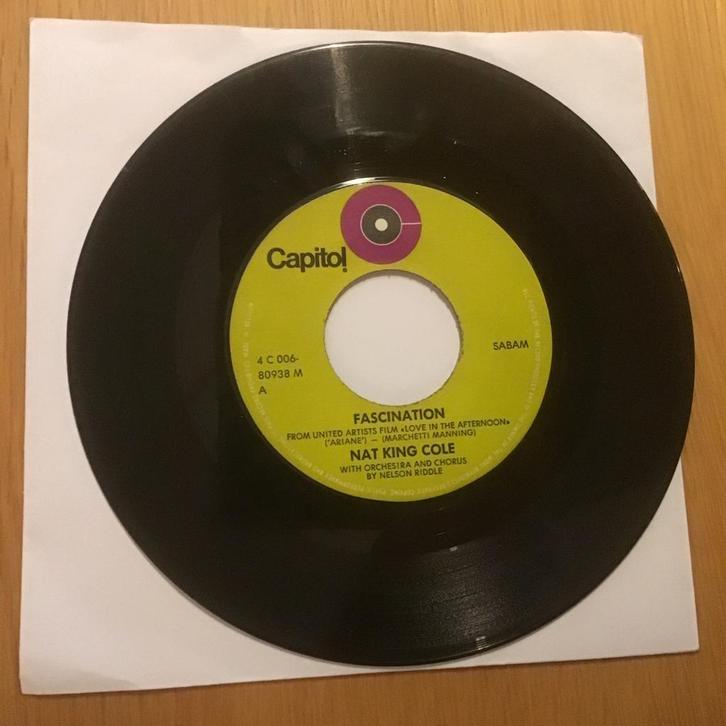 Capitol
4 C 006-
80938 M
A
SABAM
FASCINATION
FROM UNITED ARTISTS FILM «LOVE IN THE AFTERNOON»
('ARIANE') — (MARCHETTI MANNING)
NAT KING COLE
WITH ORCHESTRA AND CHORUS
BY NELSON RIDDLE